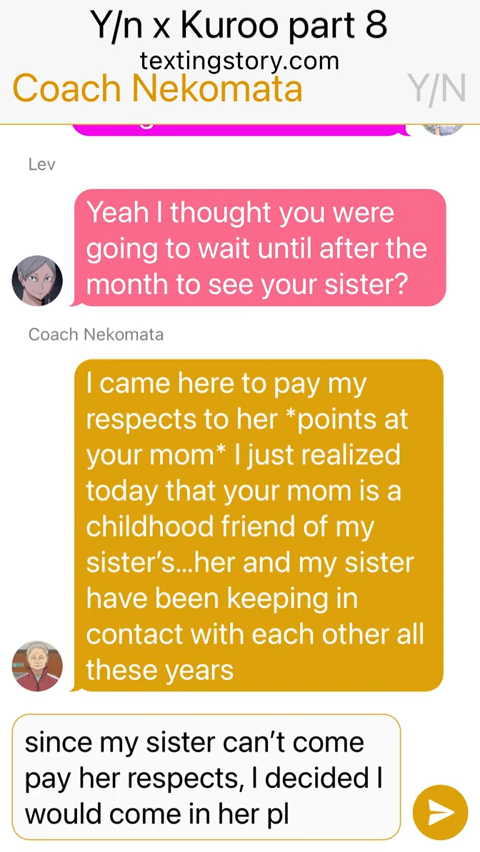 Y/n x Kuroo part 8
textingstory.com
Coach Nekomata
Y/N
Lev
Yeah I thought you were
going to wait until after the
month to see your sister?
Coach Nekomata
I came here to pay my
respects to her *points at
your mom* I just realized
today that your mom is a
childhood friend of my
sister’s...her and my sister
have been keeping in
contact with each other all
these years
since my sister can’t come
pay her respects, I decided I
would come in her pl